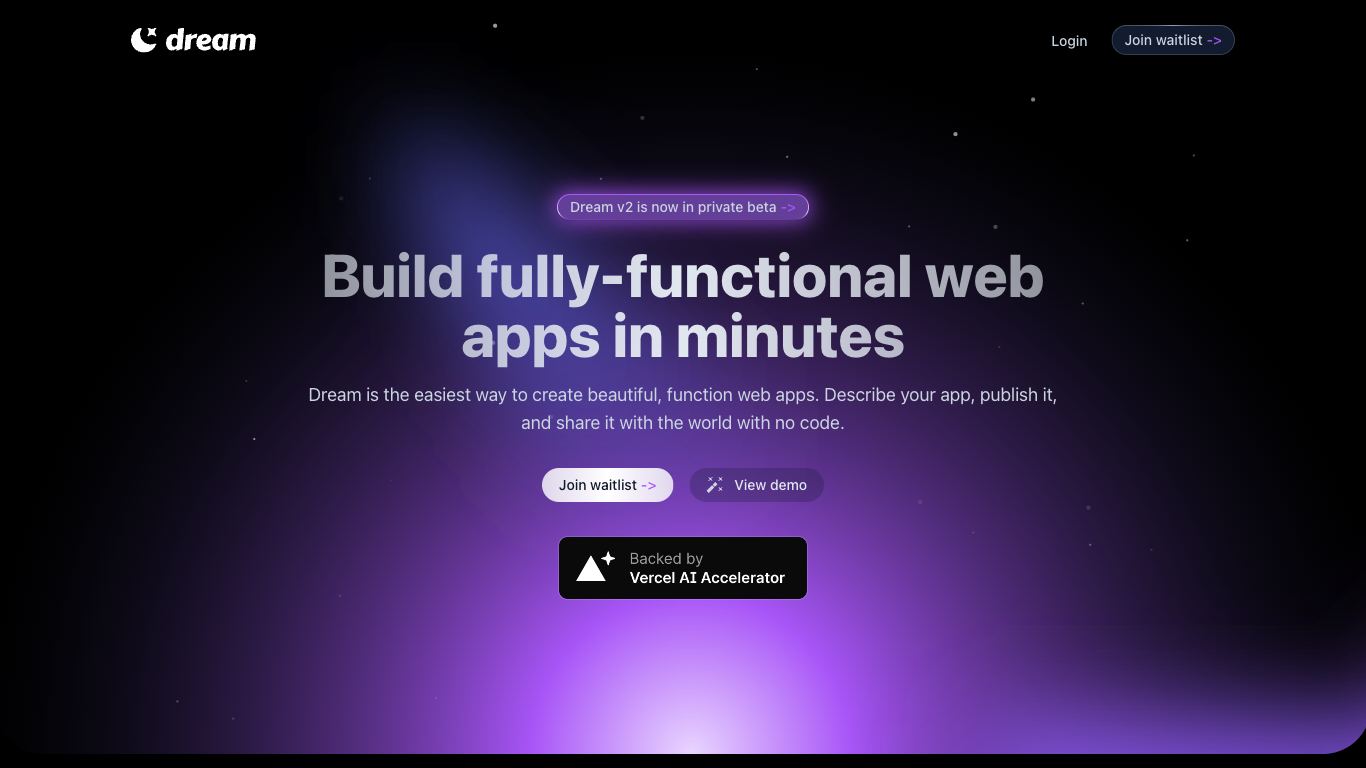 dream
Login
Join waitlist ->
Dream v2 is now in private beta ->
Build fully-functional web
apps in minutes
Dream is the easiest way to create beautiful, function web apps. Describe your app, publish it,
and share it with the world with no code.
Join waitlist ->
View demo
Backed by
Vercel AI Accelerator